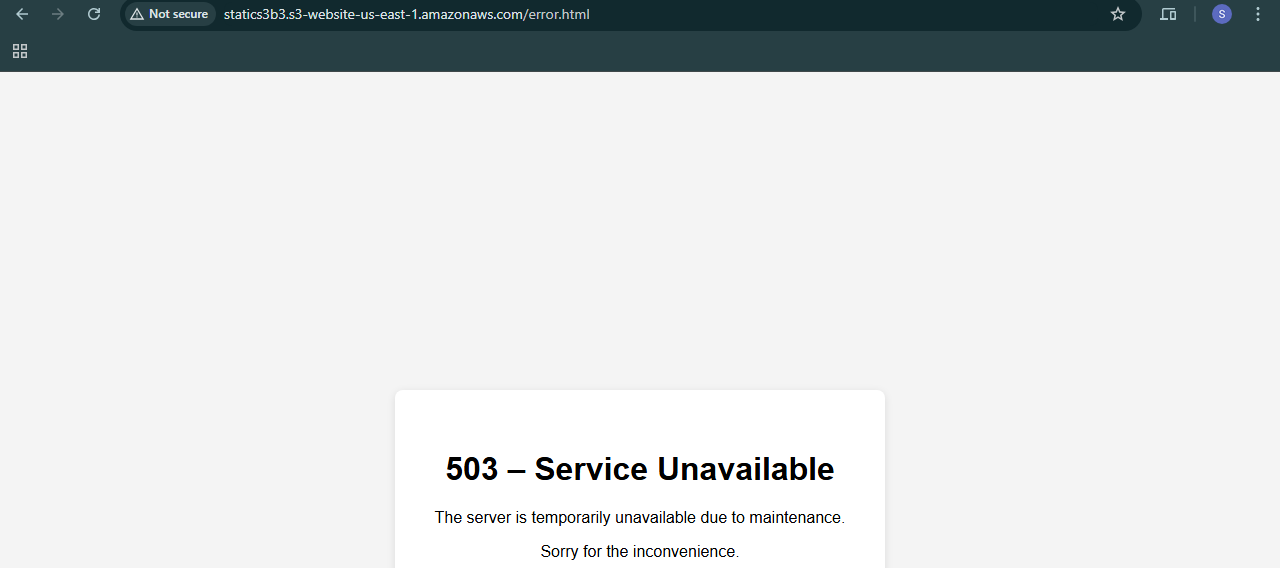 Not secure
statics3b3.s3-website-us-east-1.amazonaws.com/error.html
S
503 – Service Unavailable
The server is temporarily unavailable due to maintenance.
Sorry for the inconvenience.